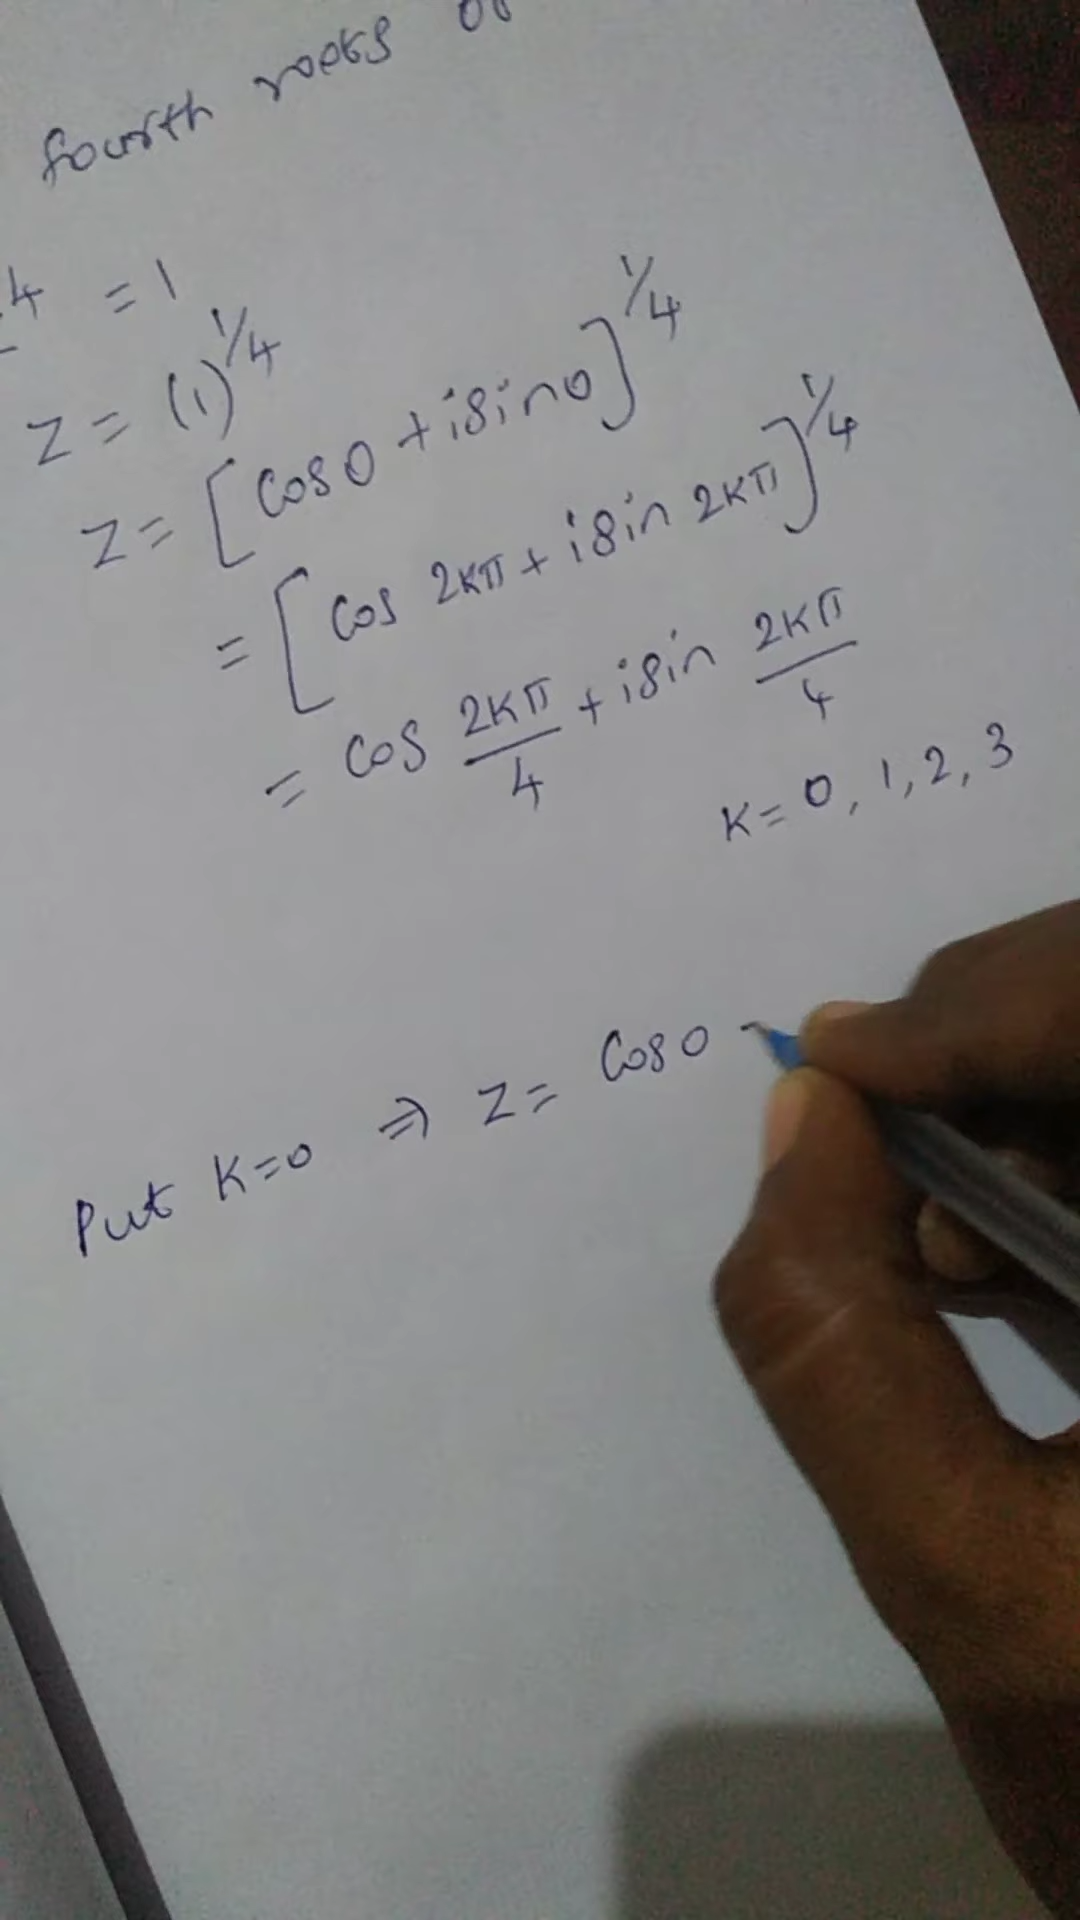 fourth roots
4 = 1
z = (1)^1/4
z = [cos 0 + i sin 0]^1/4
= [cos 2kπ + i sin 2kπ]^1/4
= cos 2kπ/4 + i sin 2kπ/4
k = 0, 1, 2, 3
Put k=0 ⇒ z = cos 0